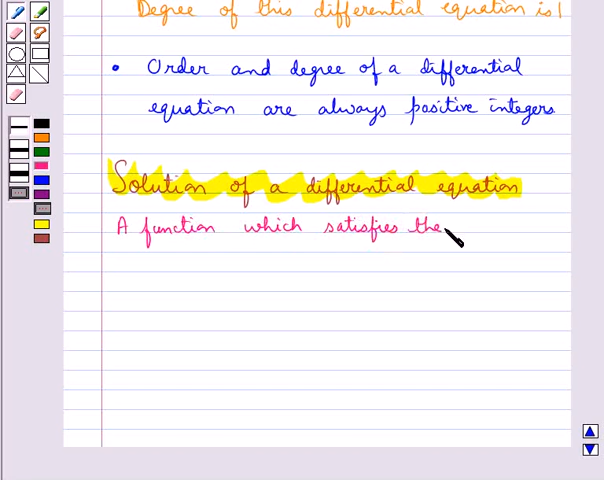 Degree of this differential equation is 1
• Order and degree of a differential
equation are always positive integers
Solution of a differential equation
A function which satisfies the